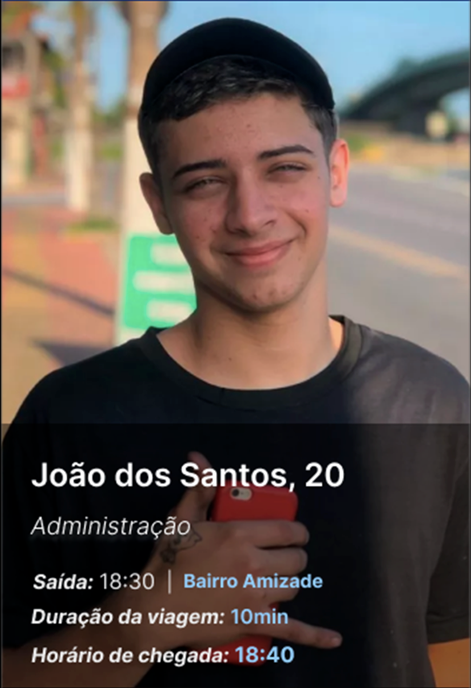 João dos Santos, 20
Administração
Saída: 18:30 | Bairro Amizade
Duração da viagem: 10min
Horário de chegada: 18:40